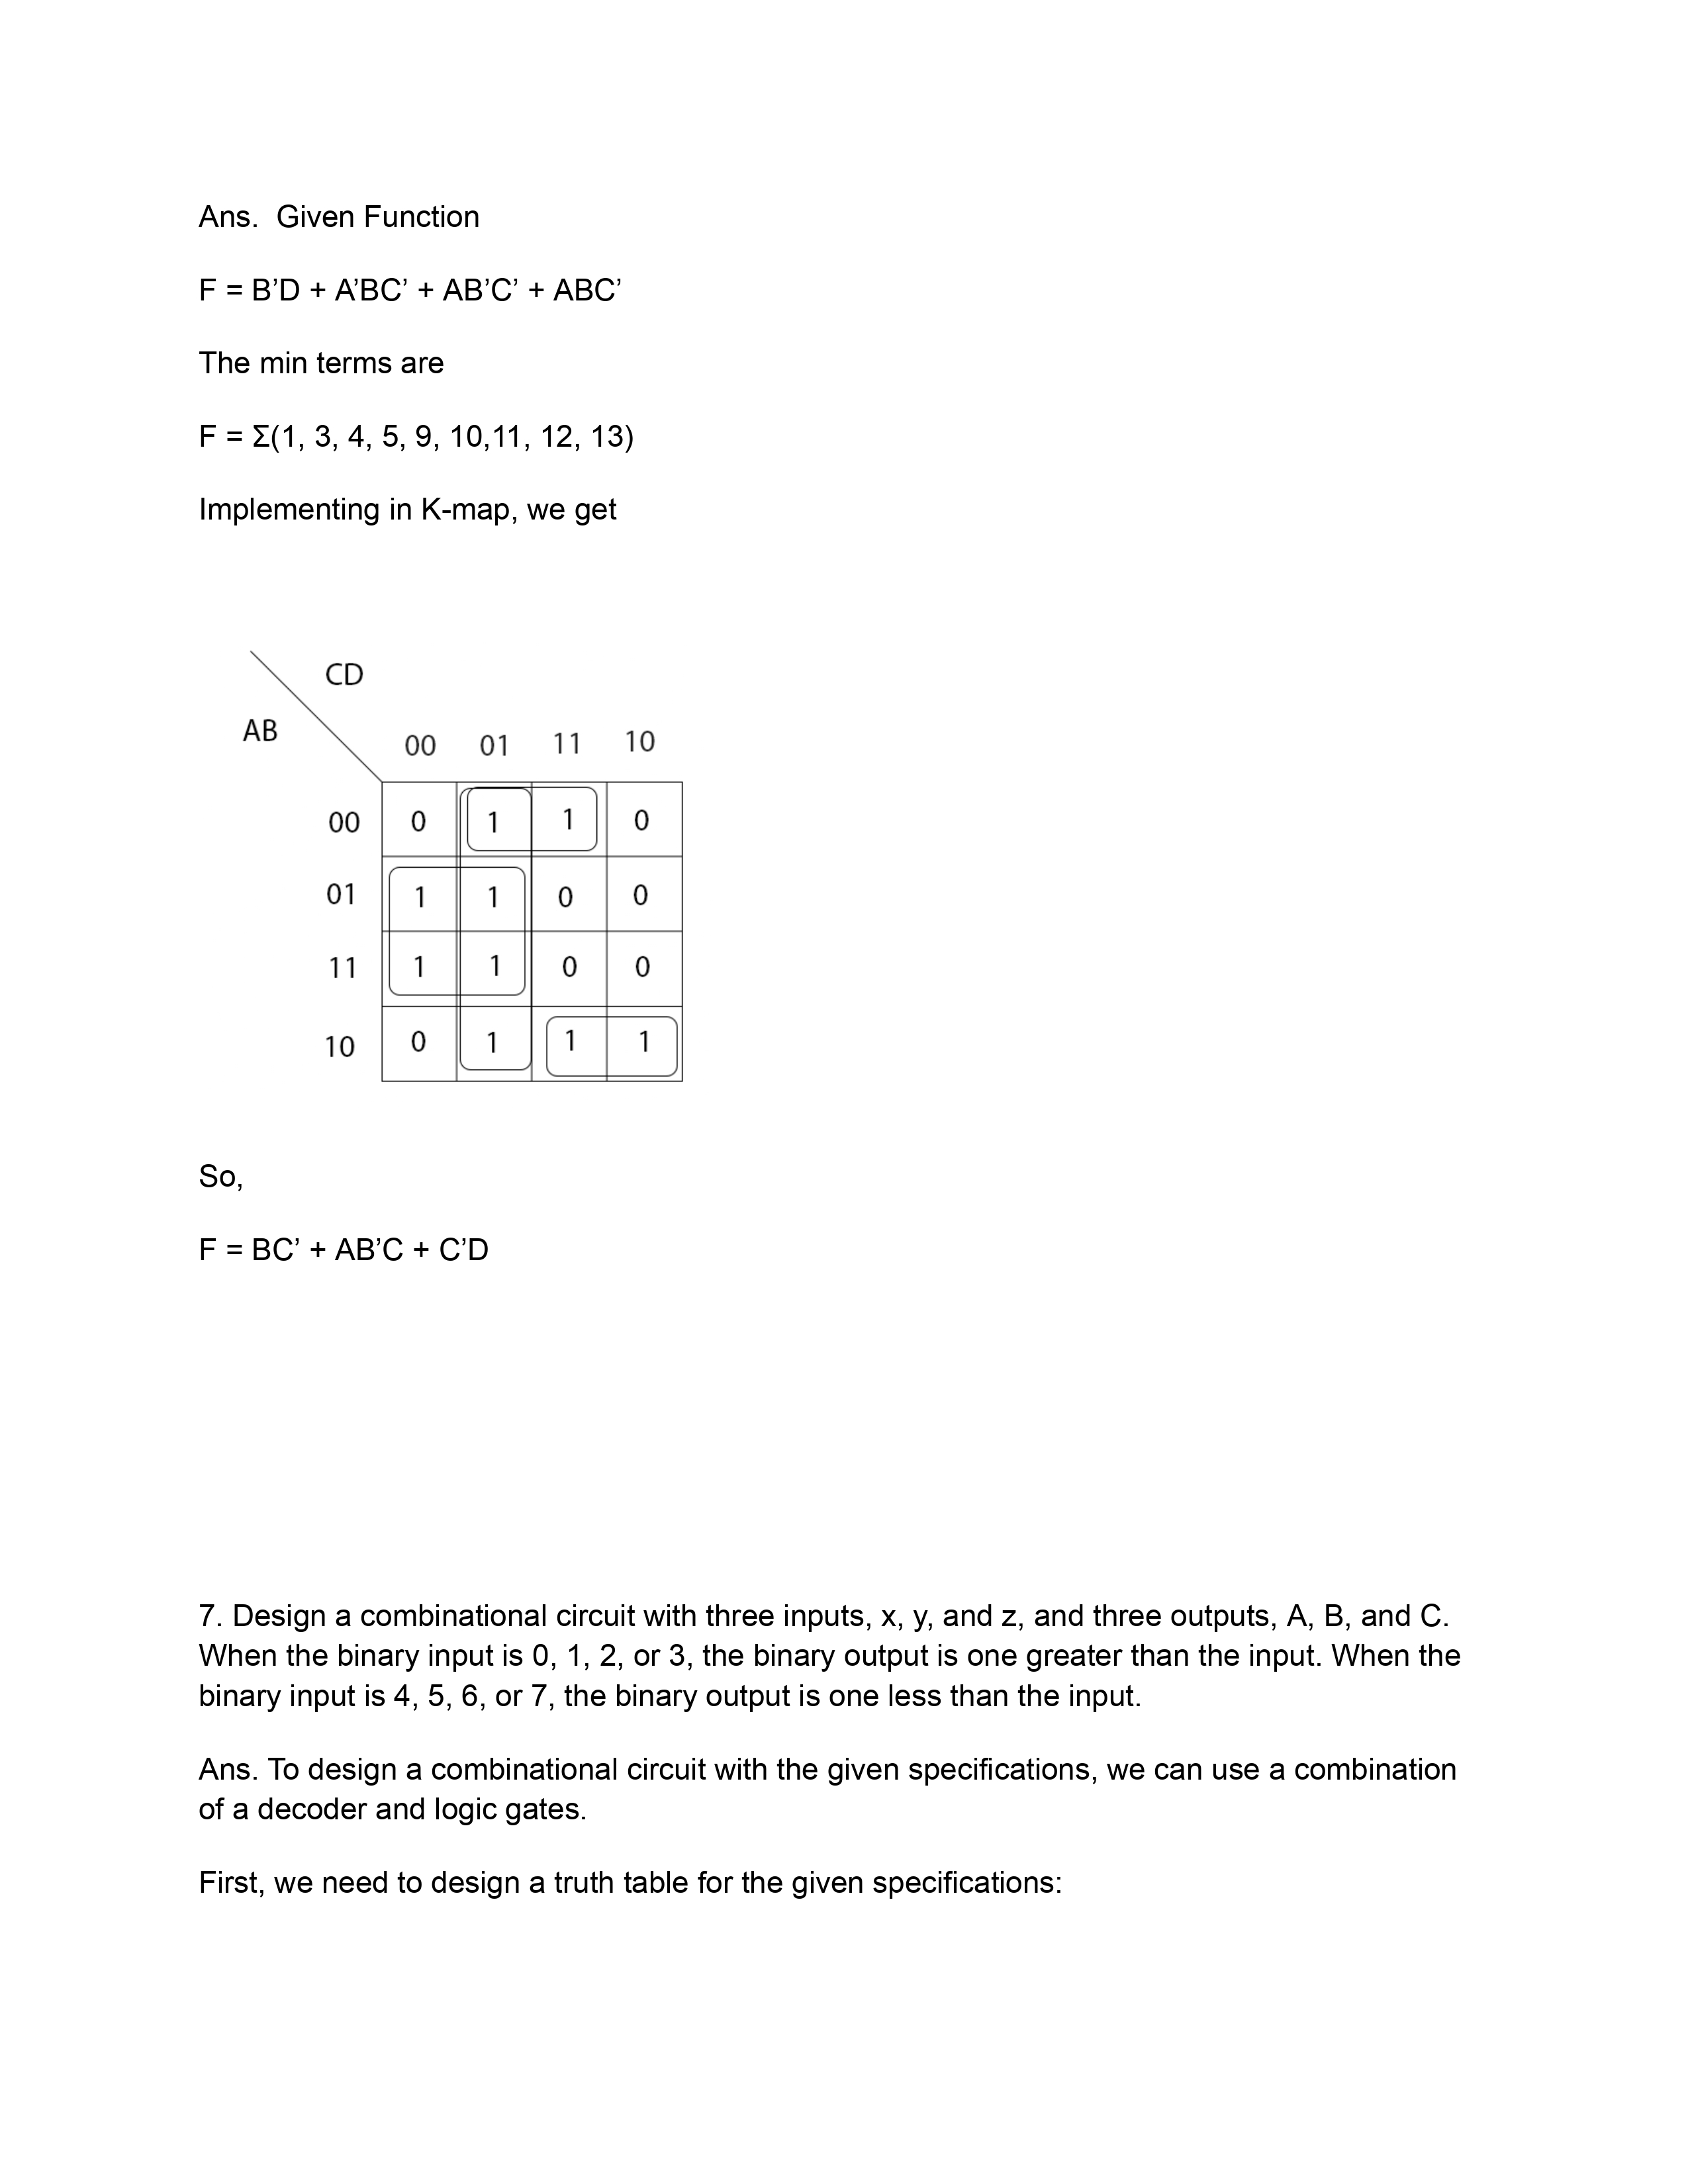 Ans.  Given Function
F = B’D + A’BC’ + AB’C’ + ABC’
The min terms are
F = Σ(1, 3, 4, 5, 9, 10,11, 12, 13)
Implementing in K-map, we get
CD
AB
00 01 11 10
00 0 1 1 0
01 1 1 0 0
11 1 1 0 0
10 0 1 1 1
So,
F = BC’ + AB’C + C’D
7. Design a combinational circuit with three inputs, x, y, and z, and three outputs, A, B, and C.
When the binary input is 0, 1, 2, or 3, the binary output is one greater than the input. When the
binary input is 4, 5, 6, or 7, the binary output is one less than the input.
Ans. To design a combinational circuit with the given specifications, we can use a combination
of a decoder and logic gates.
First, we need to design a truth table for the given specifications: